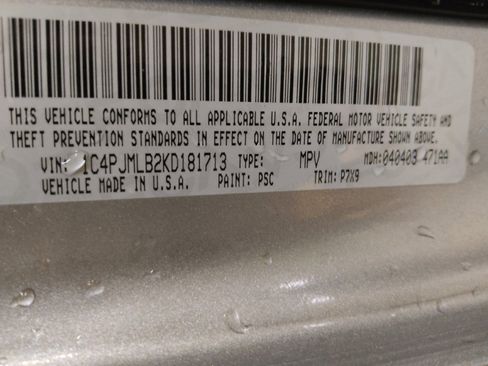 THIS VEHICLE CONFORMS TO ALL APPLICABLE U.S.A. FEDERAL MOTOR VEHICLE SAFETY AND
THEFT PREVENTION STANDARDS IN EFFECT ON THE DATE OF MANUFACTURE SHOWN ABOVE.
VIN: 1C4PJMLB2KD181713 TYPE: MPV MDH: 040403 471AA
VEHICLE MADE IN U.S.A. PAINT: PSC TRIM: P7X9